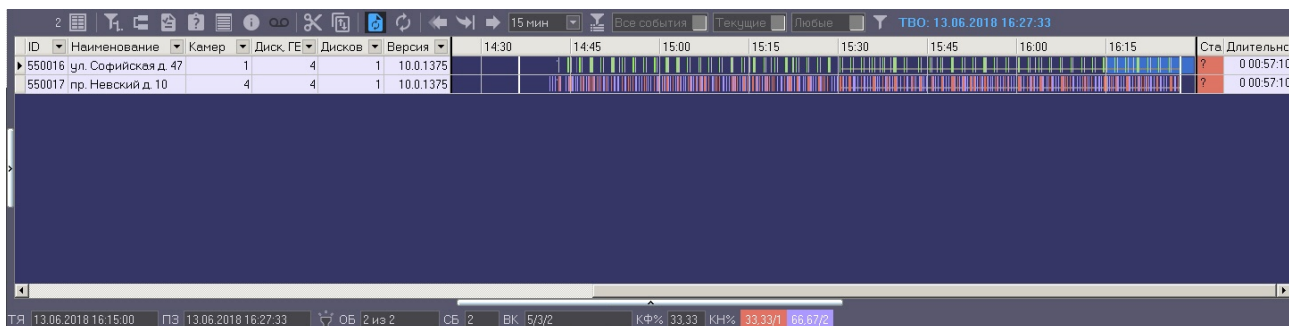 2 15 мин Все события Текущие Любые ТВО: 13.06.2018 16:27:33
ID Наименование Камер Диск, ГЕ Дисков Версия 14:30 14:45 15:00 15:15 15:30 15:45 16:00 16:15 Ста Длительнс
550016 ул. Софийская д. 47 1 4 1 10.0.1375 ? 0 00:57:10
550017 пр. Невский д. 10 4 4 1 10.0.1375 ? 0 00:57:10
ТЯ 13.06.2018 16:15:00 ПЗ 13.06.2018 16:27:33 ОБ 2 из 2 СБ 2 ВК 5/3/2 КФ% 33,33 КН% 33,33/1 66,67/2